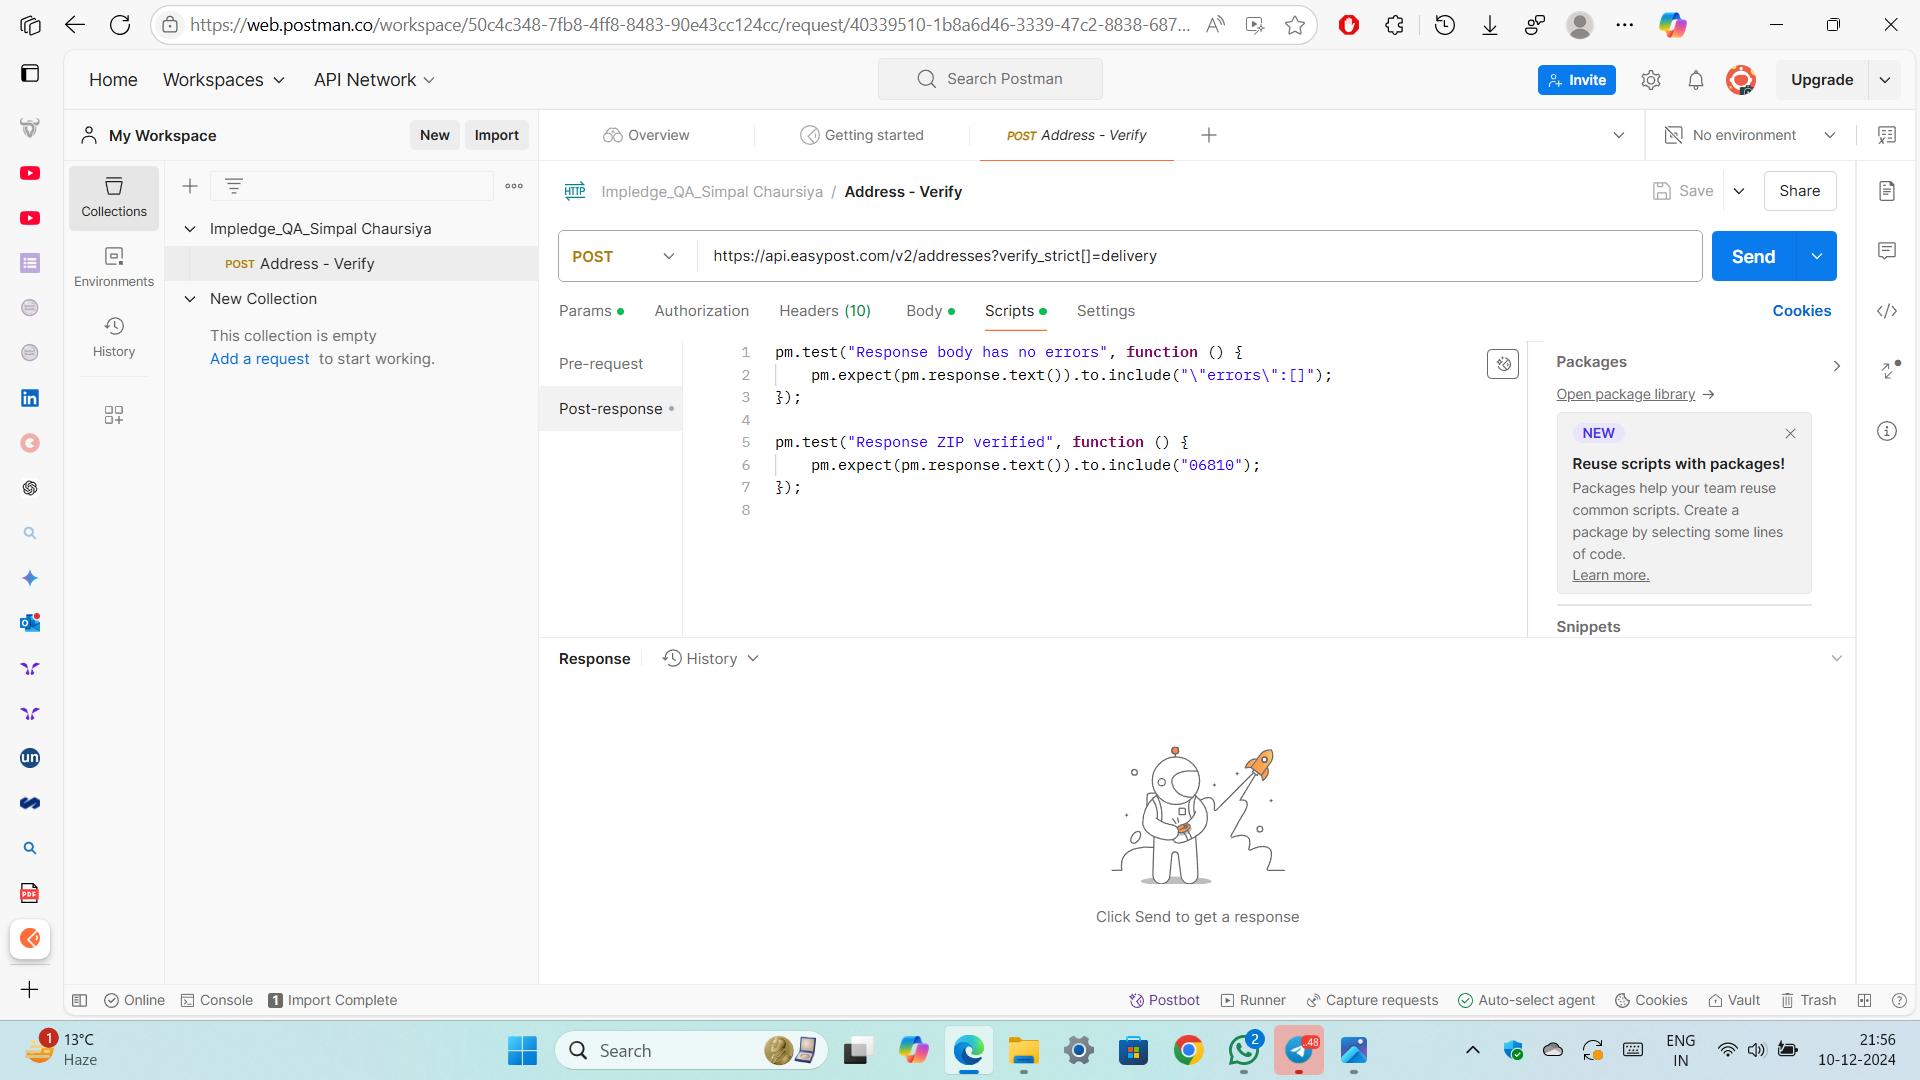 https://web.postman.co/workspace/50c4c348-7fb8-4ff8-8483-90e43cc124cc/request/40339510-1b8a6d46-3339-47c2-8838-687...
Home Workspaces API Network Search Postman Invite Upgrade
My Workspace New Import Overview Getting started POST Address - Verify No environment
Collections
Environments
History
Impledge_QA_Simpal Chaursiya
POST Address - Verify
New Collection
This collection is empty
Add a request to start working.
HTTP Impledge_QA_Simpal Chaursiya / Address - Verify Save Share
POST https://api.easypost.com/v2/addresses?verify_strict[]=delivery Send
Params Authorization Headers (10) Body Scripts Settings Cookies
Pre-request
Post-response
1 pm.test("Response body has no errors", function () {
2 pm.expect(pm.response.text()).to.include("\"errors\":[]");
3 });
4
5 pm.test("Response ZIP verified", function () {
6 pm.expect(pm.response.text()).to.include("06810");
7 });
8
Packages
Open package library →
NEW
Reuse scripts with packages!
Packages help your team reuse
common scripts. Create a
package by selecting some lines
of code.
Learn more.
Snippets
Response History
Click Send to get a response
Online Console 1 Import Complete Postbot Runner Capture requests Auto-select agent Cookies Vault Trash
1 13°C
Haze
Search
2
.48
ENG
IN
21:56
10-12-2024